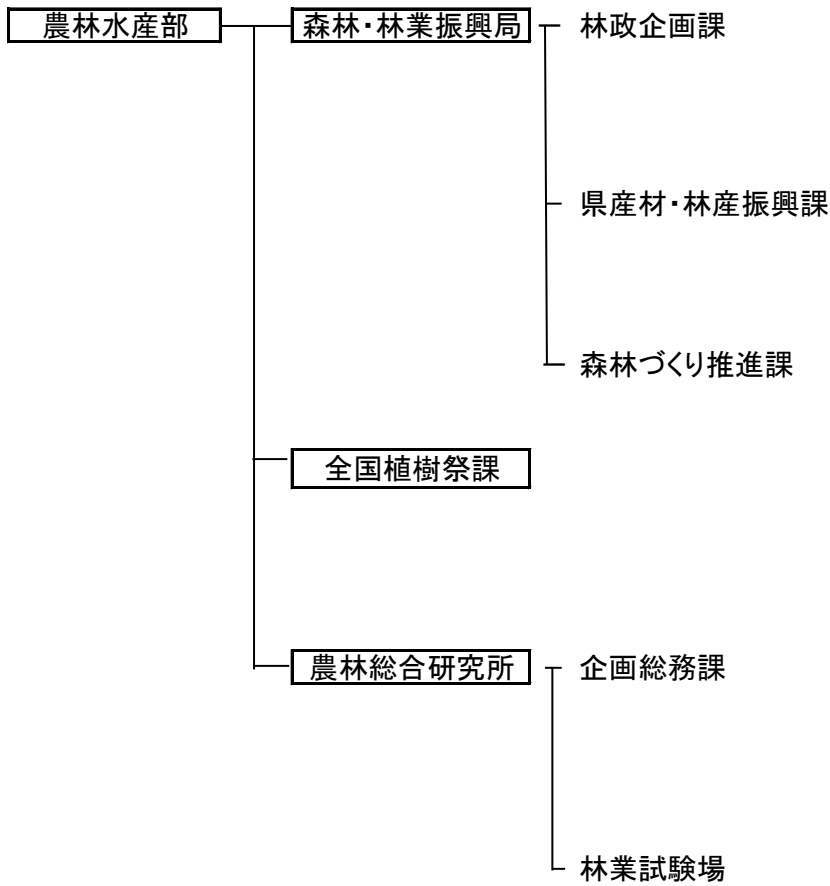 農林水産部
森林・林業振興局
林政企画課
県産材・林産振興課
森林づくり推進課
全国植樹祭課
農林総合研究所
企画総務課
林業試験場